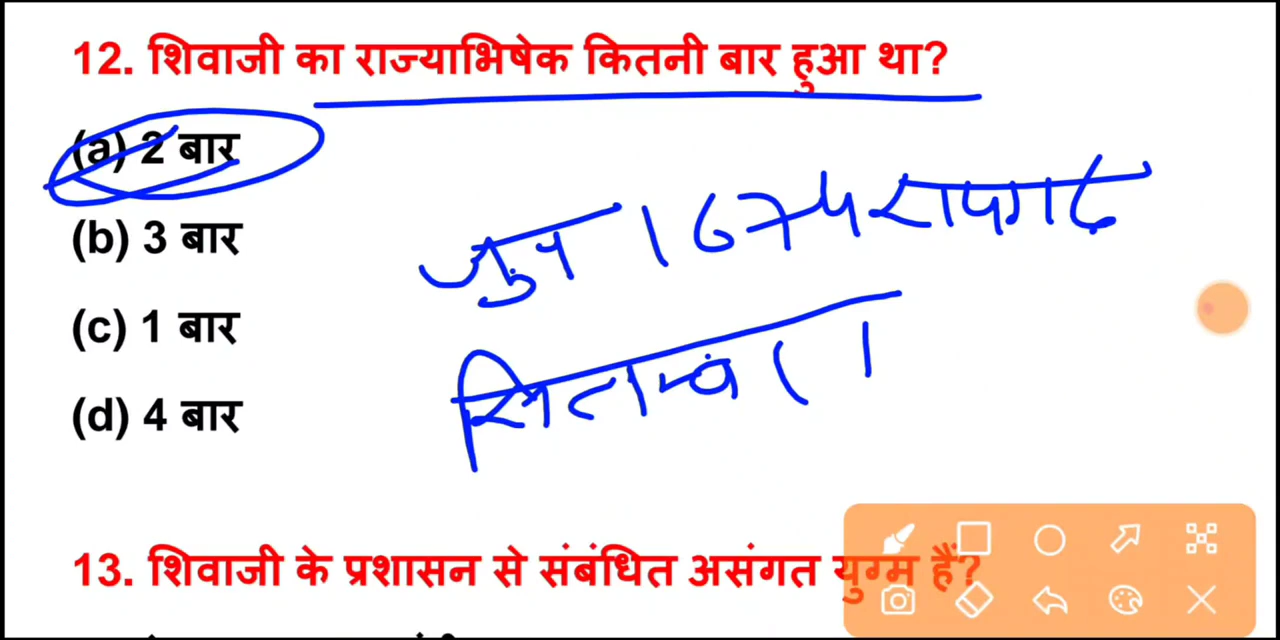 12. शिवाजी का राज्याभिषेक कितनी बार हुआ था?
(a) 2 बार
(b) 3 बार
(c) 1 बार
(d) 4 बार
जुन 1674 रायगढ
सितम्बर 1
13. शिवाजी के प्रशासन से संबंधित असंगत युग्म हैं?